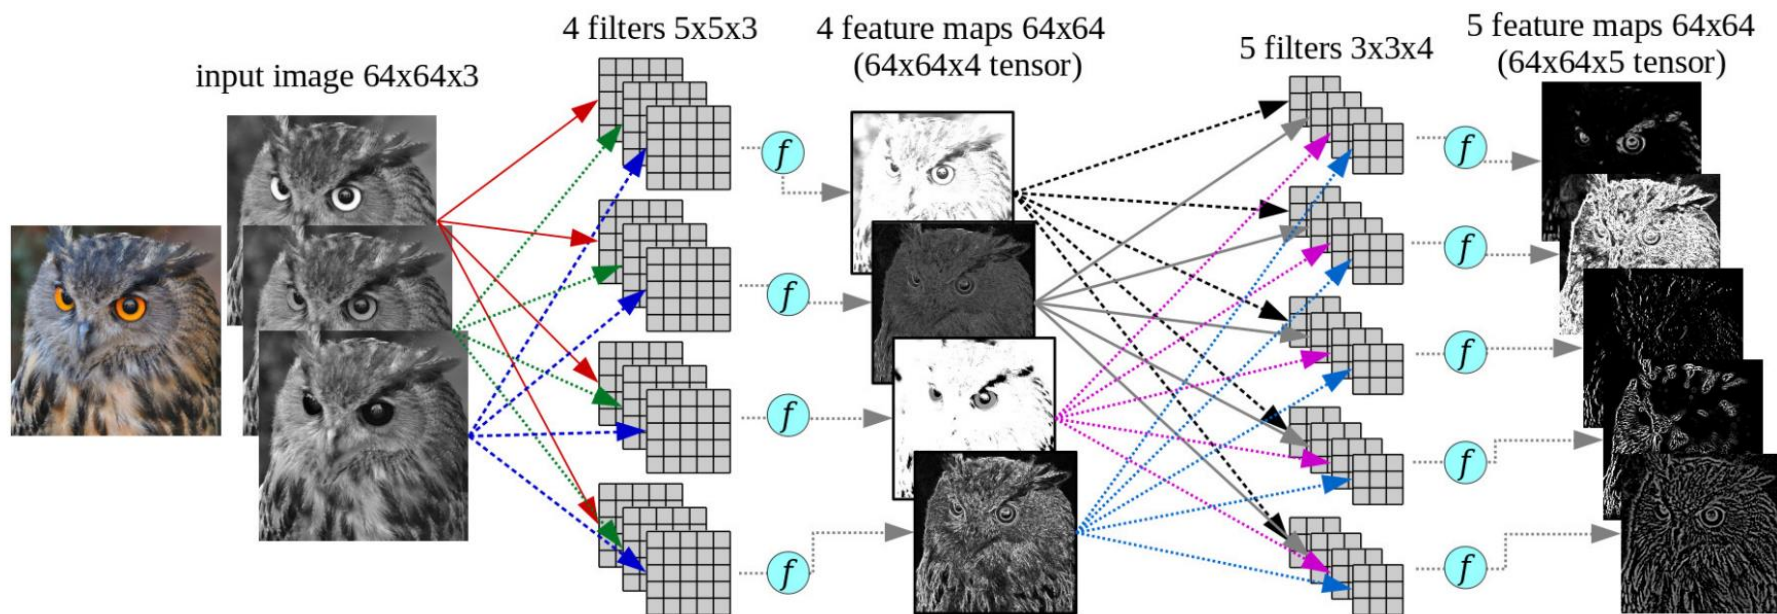 input image 64x64x3
4 filters 5x5x3
4 feature maps 64x64
(64x64x4 tensor)
5 filters 3x3x4
5 feature maps 64x64
(64x64x5 tensor)
f
f
f
f
f
f
f
f
f